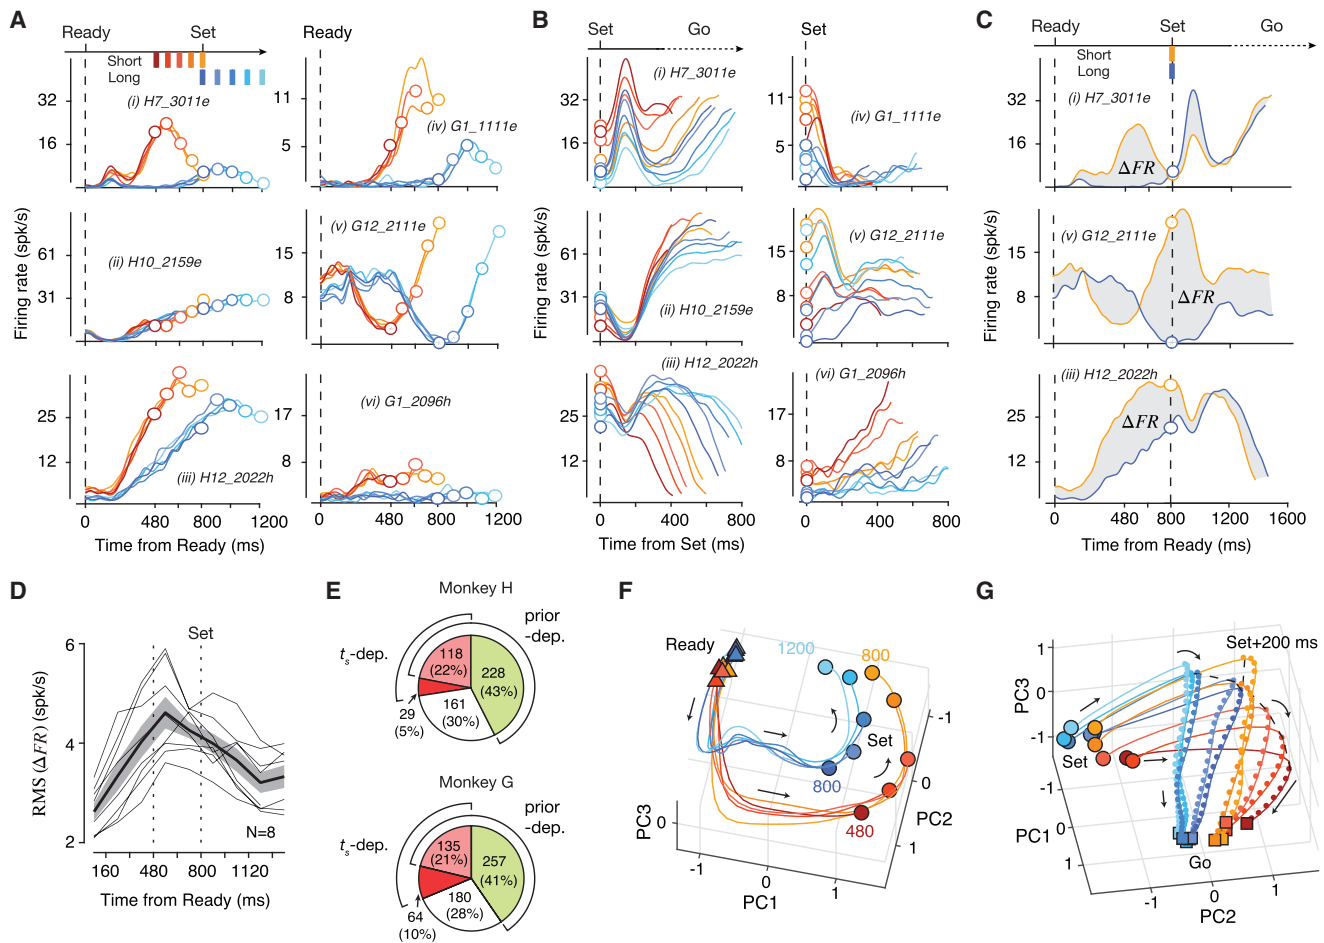 A
Ready
Set
Short
Long
(i) H7_3011e
32
16
Firing rate (spk/s)
(ii) H10_2159e
61
31
(iii) H12_2022h
25
12
0
480
800
1200
Time from Ready (ms)
Ready
11
5
(iv) G1_1111e
(v) G12_2111e
15
8
(vi) G1_2096h
17
8
0
480
800
1200
B
Set
Go
(i) H7_3011e
32
16
Firing rate (spk/s)
61
31
(ii) H10_2159e
(iii) H12_2022h
25
12
0
400
800
Time from Set (ms)
Set
11
5
(iv) G1_1111e
(v) G12_2111e
15
8
(vi) G1_2096h
17
8
0
400
800
C
Ready
Set
Go
Short
Long
(i) H7_3011e
32
16
ΔFR
Firing rate (spk/s)
(v) G12_2111e
15
8
ΔFR
(iii) H12_2022h
25
12
ΔFR
0
480
800
1200
1600
Time from Ready (ms)
D
Set
6
4
2
RMS (ΔFR) (spk/s)
N=8
160
480
800
1120
Time from Ready (ms)
E
Monkey H
prior
-dep.
ts-dep.
118
(22%)
228
(43%)
29
(5%)
161
(30%)
Monkey G
prior
-dep.
ts-dep.
135
(21%)
257
(41%)
64
(10%)
180
(28%)
F
Ready
1200
800
Set
800
480
-1
0
1
PC2
PC3
0
-1
0
1
PC1
G
Set+200 ms
1
0
-1
PC3
Set
-1
0
1
PC1
Go
-1
0
1
PC2